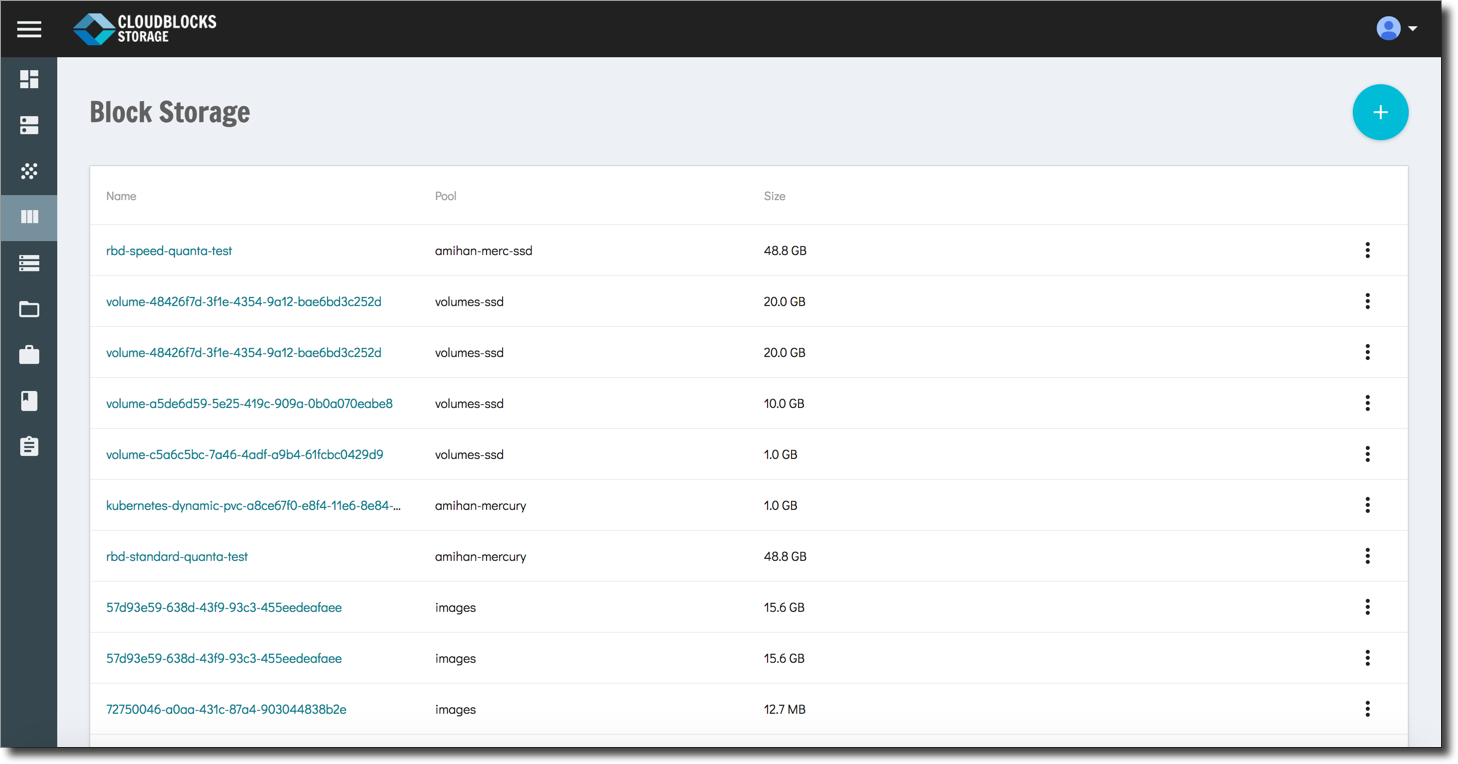 CLOUDBLOCKS
STORAGE
Block Storage
+
Name Pool Size
rbd-speed-quanta-test amihan-merc-ssd 48.8 GB
volume-48426f7d-3f1e-4354-9a12-bae6bd3c252d volumes-ssd 20.0 GB
volume-48426f7d-3f1e-4354-9a12-bae6bd3c252d volumes-ssd 20.0 GB
volume-a5de6d59-5e25-419c-909a-0b0a070eabe8 volumes-ssd 10.0 GB
volume-c5a6c5bc-7a46-4adf-a9b4-61fcbc0429d9 volumes-ssd 1.0 GB
kubernetes-dynamic-pvc-a8ce67f0-e8f4-11e6-8e84-... amihan-mercury 1.0 GB
rbd-standard-quanta-test amihan-mercury 48.8 GB
57d93e59-638d-43f9-93c3-455eedeafaee images 15.6 GB
57d93e59-638d-43f9-93c3-455eedeafaee images 15.6 GB
72750046-a0aa-431c-87a4-903044838b2e images 12.7 MB